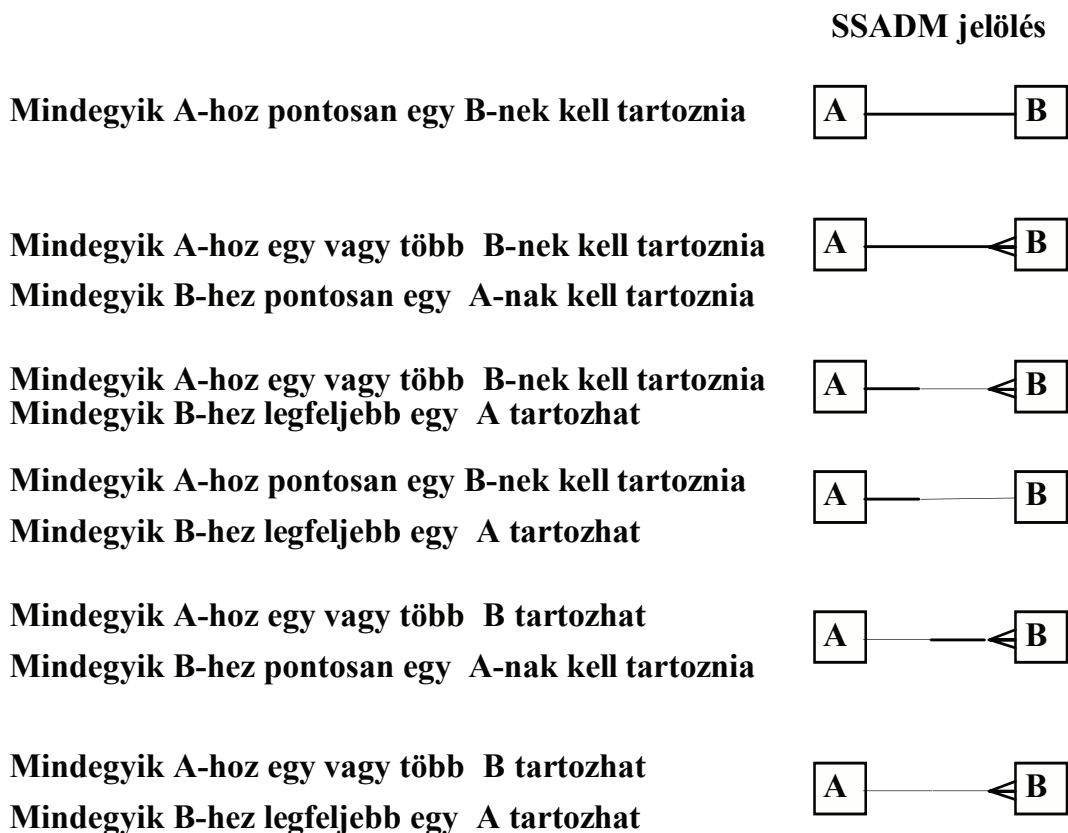 SSADM jelölés
Mindegyik A-hoz pontosan egy B-nek kell tartoznia
A B
Mindegyik A-hoz egy vagy több B-nek kell tartoznia
A B
Mindegyik B-hez pontosan egy A-nak kell tartoznia
Mindegyik A-hoz egy vagy több B-nek kell tartoznia
A B
Mindegyik B-hez legfeljebb egy A tartozhat
Mindegyik A-hoz pontosan egy B-nek kell tartoznia
A B
Mindegyik B-hez legfeljebb egy A tartozhat
Mindegyik A-hoz egy vagy több B tartozhat
A B
Mindegyik B-hez pontosan egy A-nak kell tartoznia
Mindegyik A-hoz egy vagy több B tartozhat
A B
Mindegyik B-hez legfeljebb egy A tartozhat